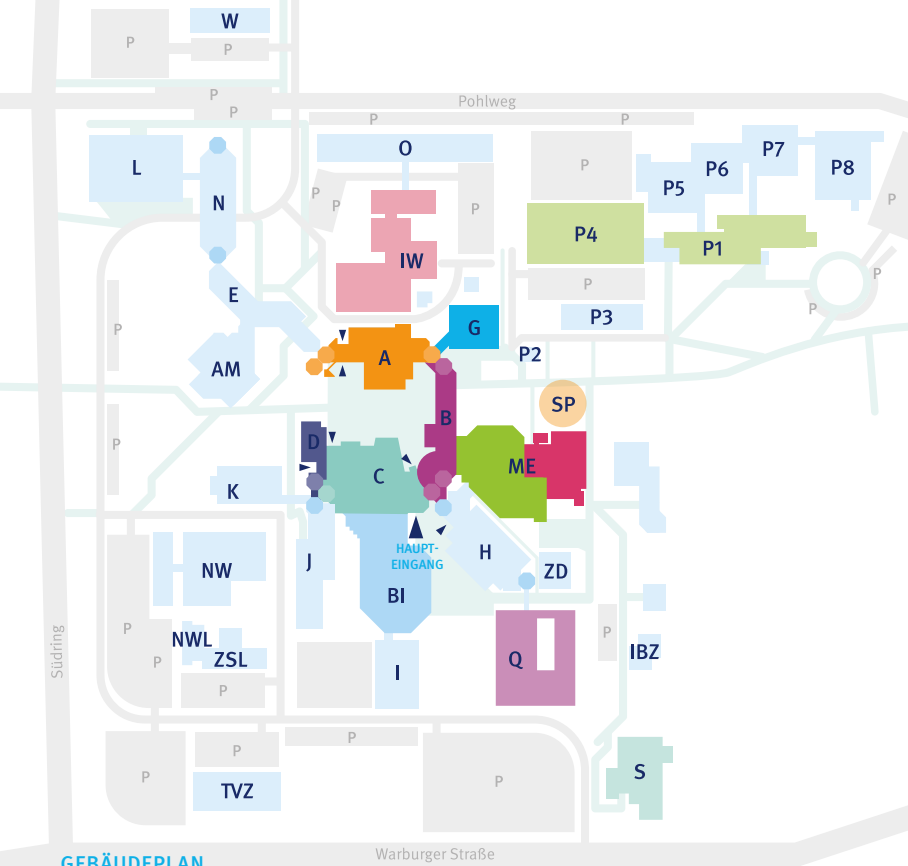 W
P
P
P
P
Pohlweg
P
P
O
P7
L
P
P6
P8
P5
N
P
P
P
P
P4
P1
IW
E
P
P
P
G
P3
P
P2
A
AM
SP
B
D
P
ME
C
K
HAUPT-
EINGANG
H
J
NW
ZD
BI
P
NWL
P
IBZ
Südring
P
ZSL
Q
I
P
P
P
P
S
P
TVZ
Warburger Straße
GEBÄUDEPLAN